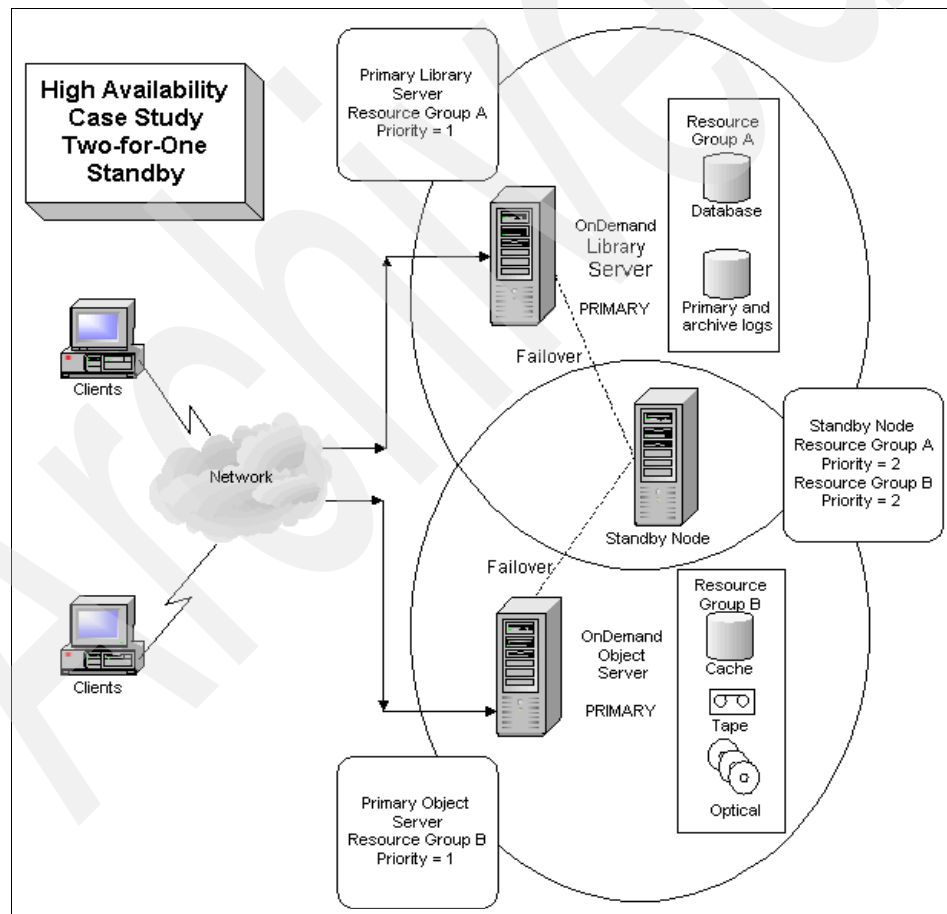 High Availability
Case Study
Two-for-One
Standby
Primary Library
Server
Resource Group A
Priority = 1
Resource
Group A
Database
Primary and
archive logs
OnDemand
Library
Server
PRIMARY
Failover
Clients
Network
Standby Node
Standby Node
Resource Group A
Priority = 2
Resource Group B
Priority = 2
Failover
Clients
OnDemand
Object
Server
PRIMARY
Resource
Group B
Cache
Tape
Optical
Primary Object
Server
Resource Group B
Priority = 1
Archived